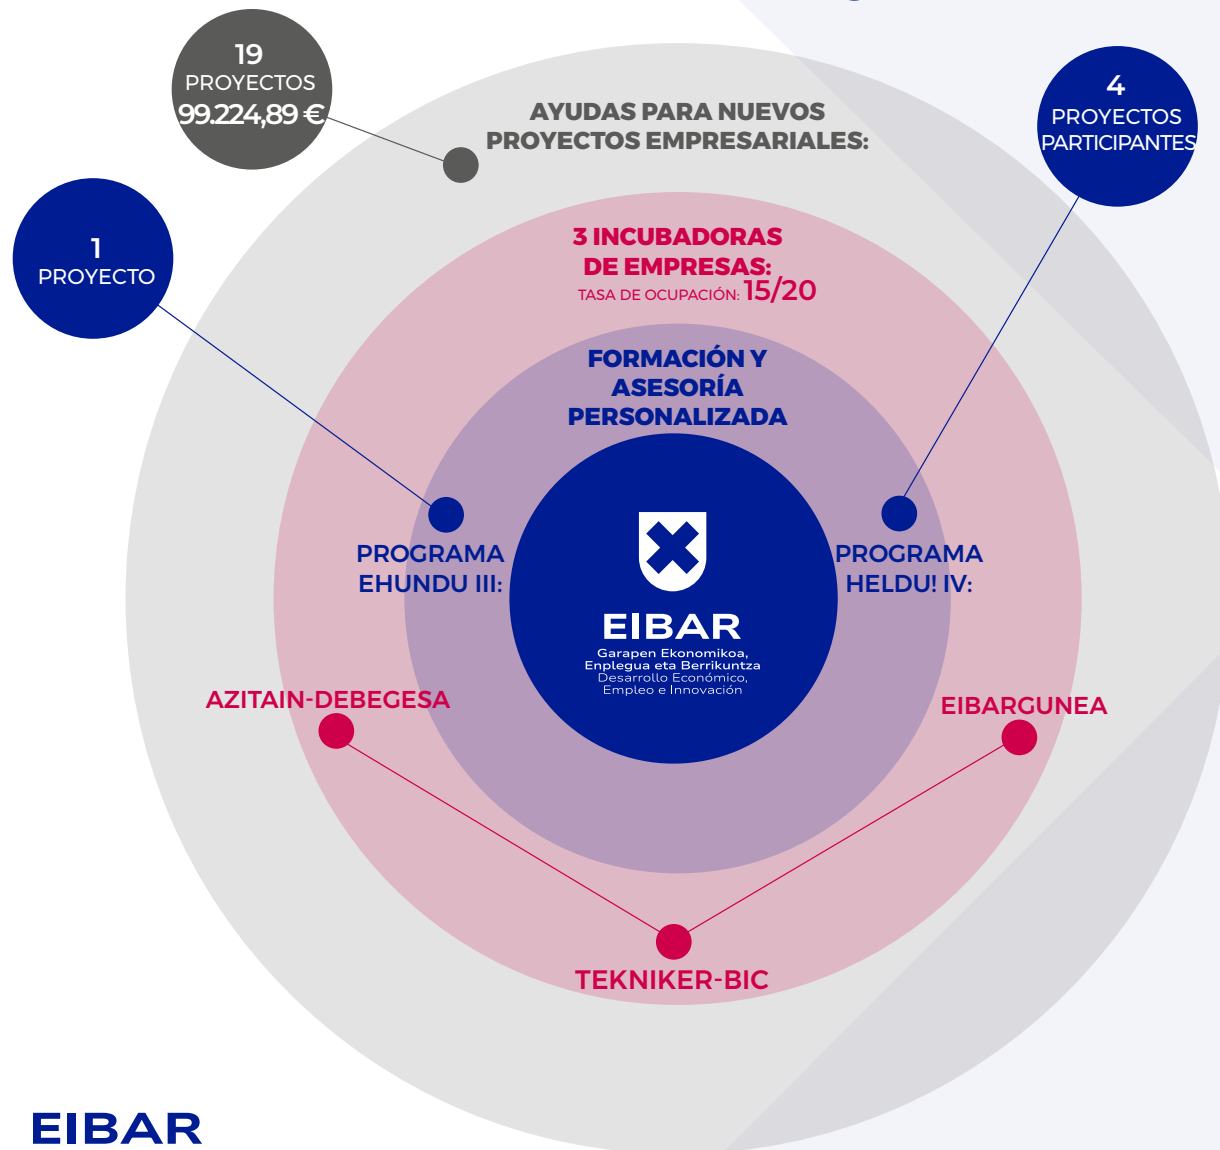 19
PROYECTOS
99.224,89 €
AYUDAS PARA NUEVOS
PROYECTOS EMPRESARIALES:
4
PROYECTOS
PARTICIPANTES
1
PROYECTO
3 INCUBADORAS
DE EMPRESAS:
TASA DE OCUPACIÓN: 15/20
FORMACIÓN Y
ASESORÍA
PERSONALIZADA
PROGRAMA
EHUNDU III:
PROGRAMA
HELDU! IV:
EIBAR
Garapen Ekonomikoa,
Enplegua eta Berrikuntza
Desarrollo Económico,
Empleo e Innovación
AZITAIN-DEBEGESA
EIBARGUNEA
TEKNIKER-BIC
EIBAR